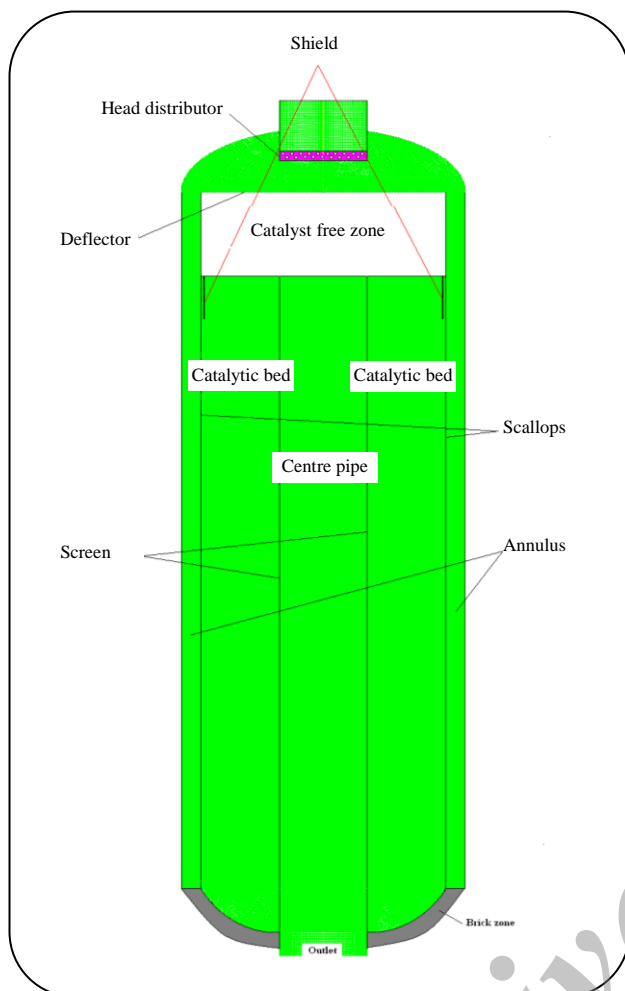 Shield
Head distributor
Deflector
Catalyst free zone
Catalytic bed
Catalytic bed
Scallops
Centre pipe
Screen
Annulus
Brick zone
Outlet